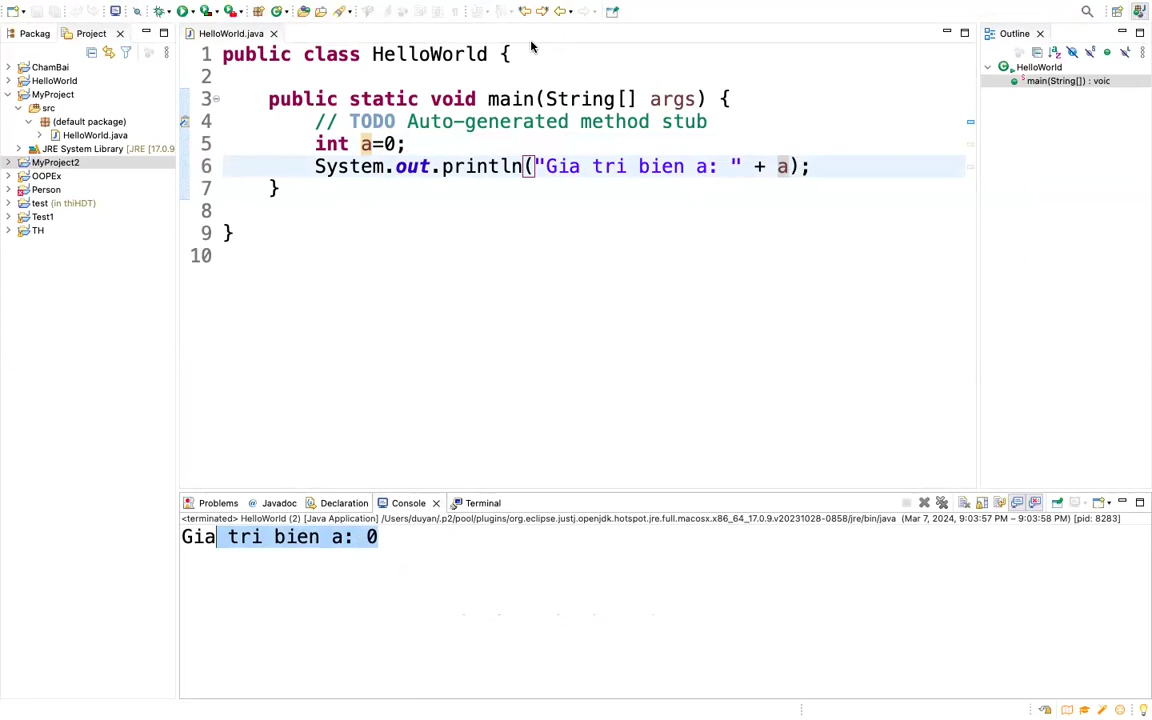 Packag
Project
ChamBai
HelloWorld
MyProject
src
(default package)
HelloWorld.java
JRE System Library [JRE [17.0.9
MyProject2
OOPEx
Person
test (in thiHDT)
Test1
TH
HelloWorld.java
1 public class HelloWorld {
2
3 public static void main(String[] args) {
4 // TODO Auto-generated method stub
5 int a=0;
6 System.out.println("Gia tri bien a: " + a);
7 }
8
9 }
10
Outline
HelloWorld
main(String[]) : voic
Problems @ Javadoc Declaration Console Terminal
<terminated> HelloWorld (2) [Java Application] /Users/duyan/.p2/pool/plugins/org.eclipse.justj.openjdk.hotspot.jre.full.macosx.x86_64_17.0.9.v20231028-0858/jre/bin/java (Mar 7, 2024, 9:03:57 PM – 9:03:58 PM) [pid: 8283]
Gia tri bien a: 0